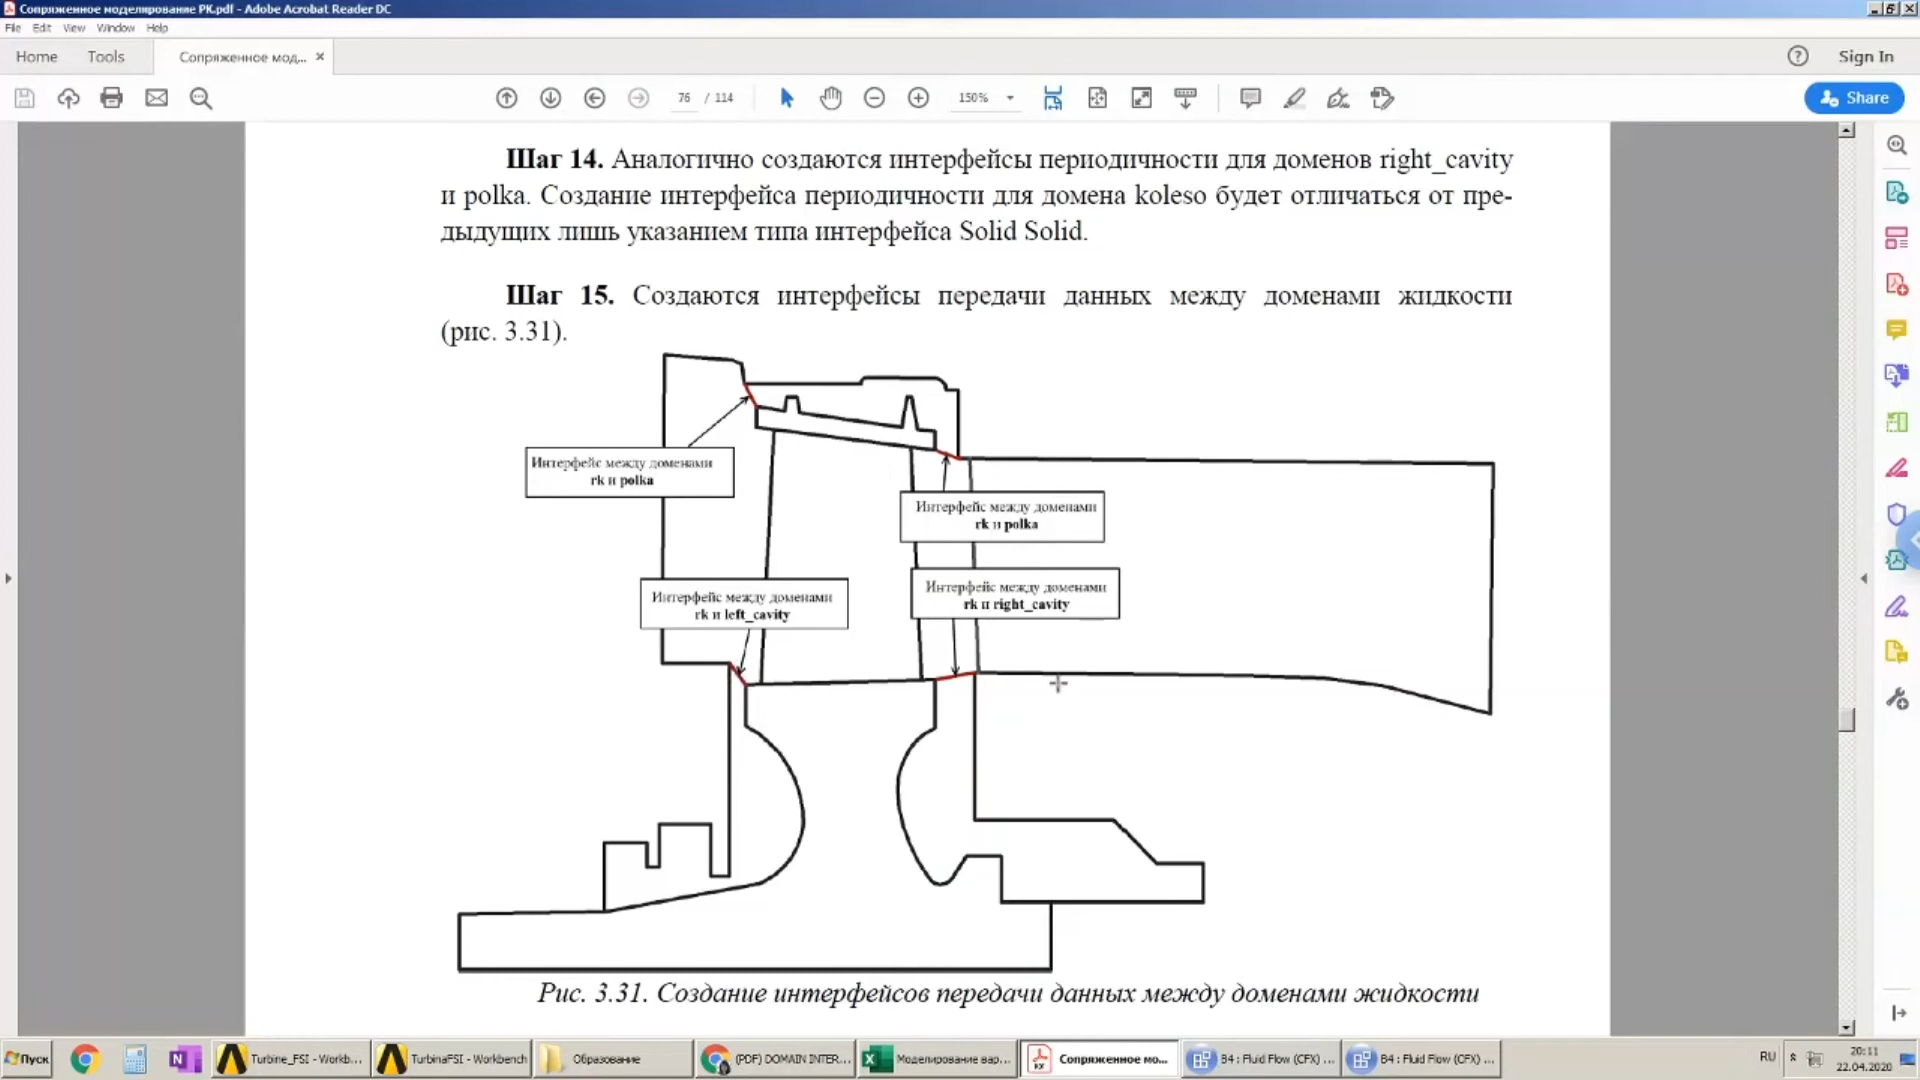 Сопряженное моделирование РК.pdf - Adobe Acrobat Reader DC
File Edit View Window Help
Home Tools Сопряженное мод... × Sign In
76 / 114 150% Share
Шаг 14. Аналогично создаются интерфейсы периодичности для доменов right_cavity
и polka. Создание интерфейса периодичности для домена koleso будет отличаться от пре-
дыдущих лишь указанием типа интерфейса Solid Solid.
Шаг 15. Создаются интерфейсы передачи данных между доменами жидкости
(рис. 3.31).
Интерфейс между доменами
rk и polka
Интерфейс между доменами
rk и polka
Интерфейс между доменами
rk и right_cavity
Интерфейс между доменами
rk и left_cavity
Рис. 3.31. Создание интерфейсов передачи данных между доменами жидкости
Пуск Turbine_FSI - Workb... TurbinaFSI - Workbench Образование (PDF) DOMAIN INTER... Моделирование вар... Сопряженное мо... B4 : Fluid Flow (CFX) ... B4 : Fluid Flow (CFX) ... RU 20:11
22.04.2020